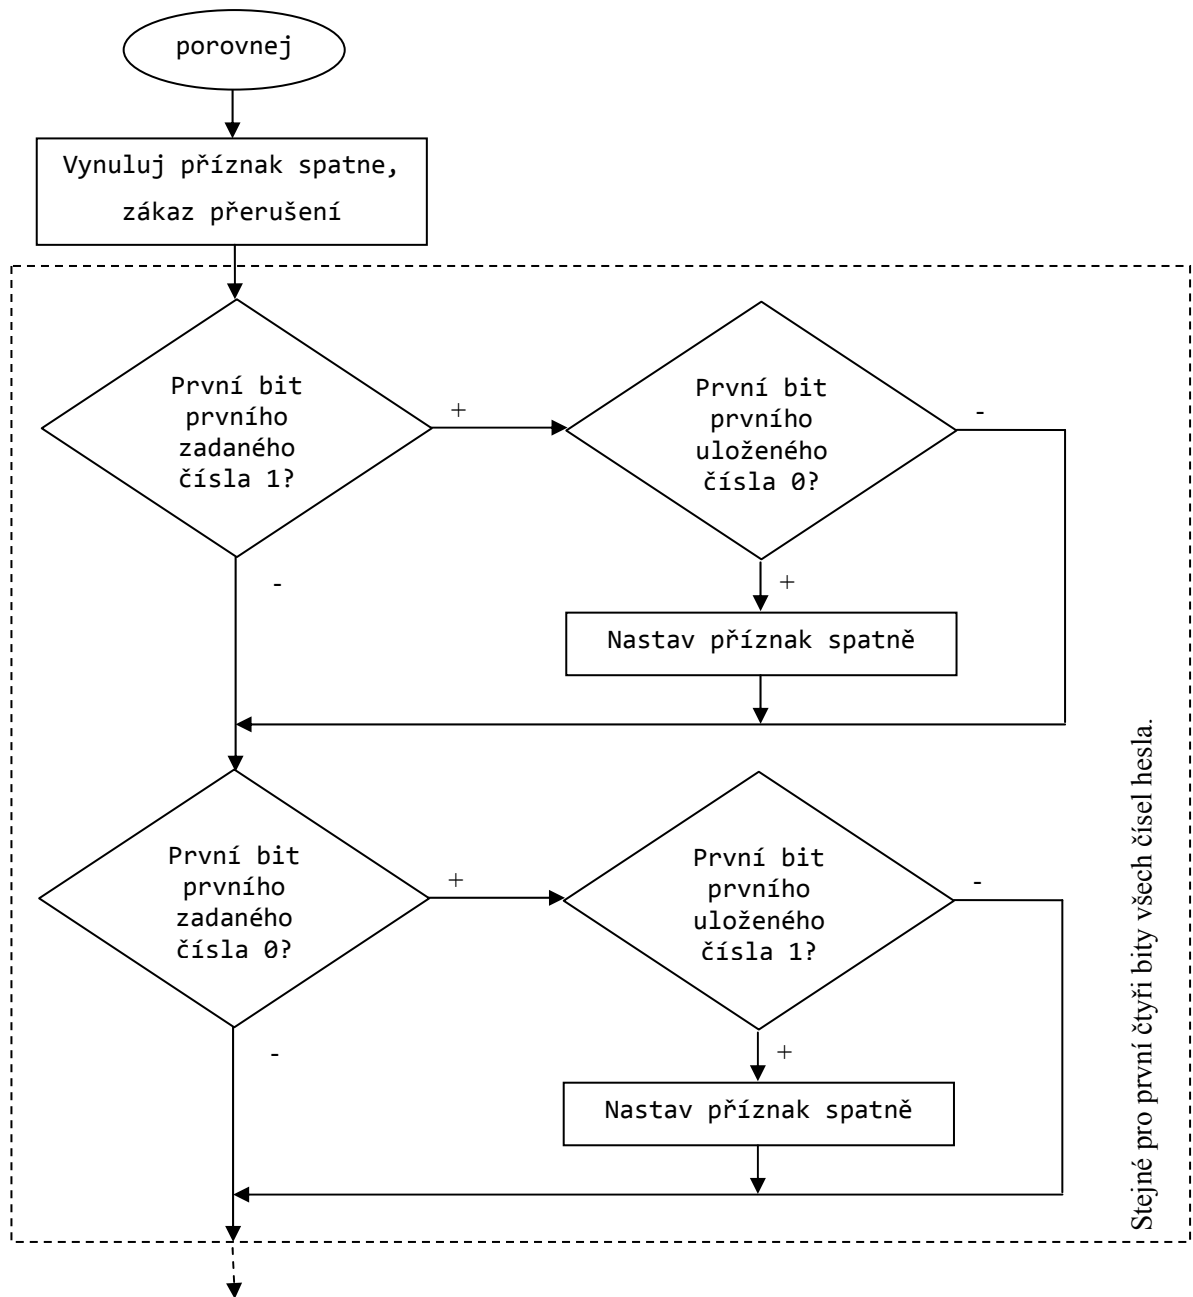 porovnej
Vynuluj příznak spatne,
zákaz přerušení
První bit
prvního
zadaného
čísla 1?
+
První bit
prvního
uloženého
čísla 0?
-
-
+
Nastav příznak spatně
První bit
prvního
zadaného
čísla 0?
+
První bit
prvního
uloženého
čísla 1?
-
-
+
Nastav příznak spatně
Stejné pro první čtyři bity všech čísel hesla.